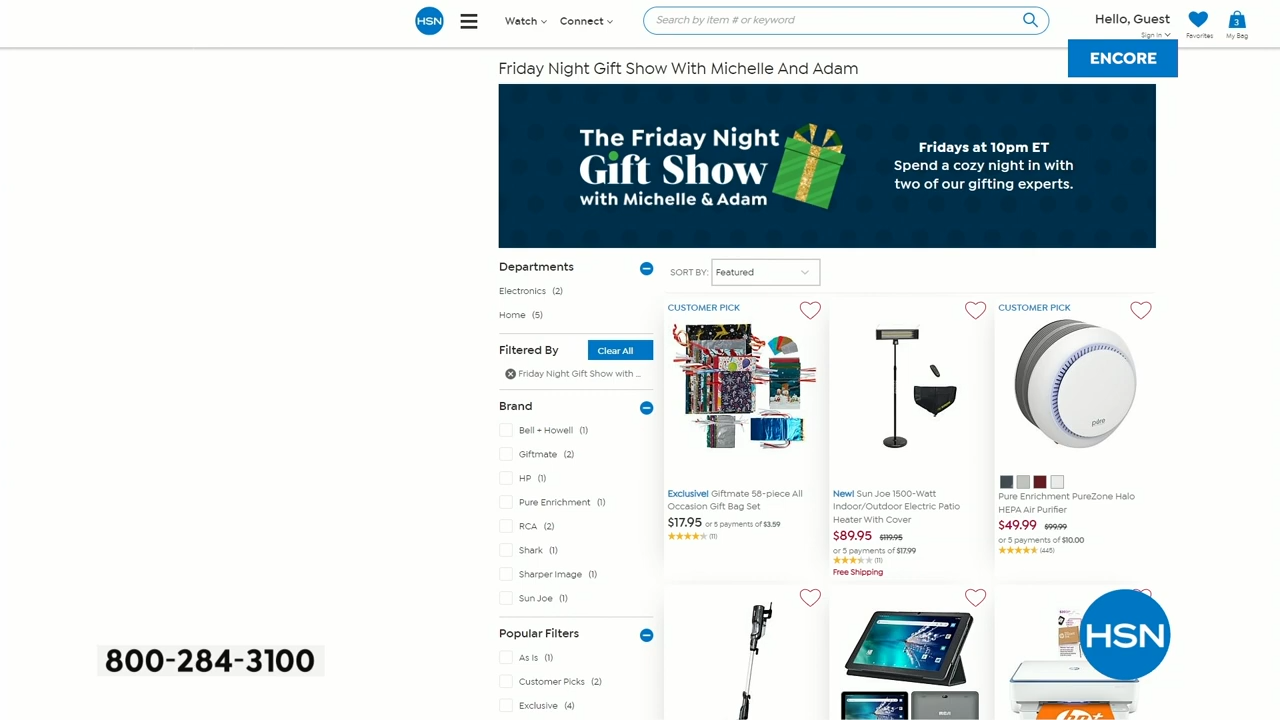 HSN
Watch
Connect
Search by item # or keyword
Hello, Guest
Sign in
Favorites
3
My Bag
ENCORE
Friday Night Gift Show With Michelle And Adam
The Friday Night
Gift Show
with Michelle & Adam
Fridays at 10pm ET
Spend a cozy night in with
two of our gifting experts.
Departments
Electronics (2)
Home (5)
Filtered By
Clear All
Friday Night Gift Show with ...
Brand
Bell + Howell (1)
Giftmate (2)
HP (1)
Pure Enrichment (1)
RCA (2)
Shark (1)
Sharper Image (1)
Sun Joe (1)
Popular Filters
As Is (1)
Customer Picks (2)
Exclusive (4)
SORT BY: Featured
CUSTOMER PICK
Exclusive! Giftmate 58-piece All
Occasion Gift Bag Set
$17.95 or 5 payments of $3.59
(11)
New! Sun Joe 1500-Watt
Indoor/Outdoor Electric Patio
Heater With Cover
$89.95 $119.95
or 5 payments of $17.99
(11)
Free Shipping
CUSTOMER PICK
pure
Pure Enrichment PureZone Halo
HEPA Air Purifier
$49.99 $99.99
or 5 payments of $10.00
(445)
RCA
HSN
800-284-3100